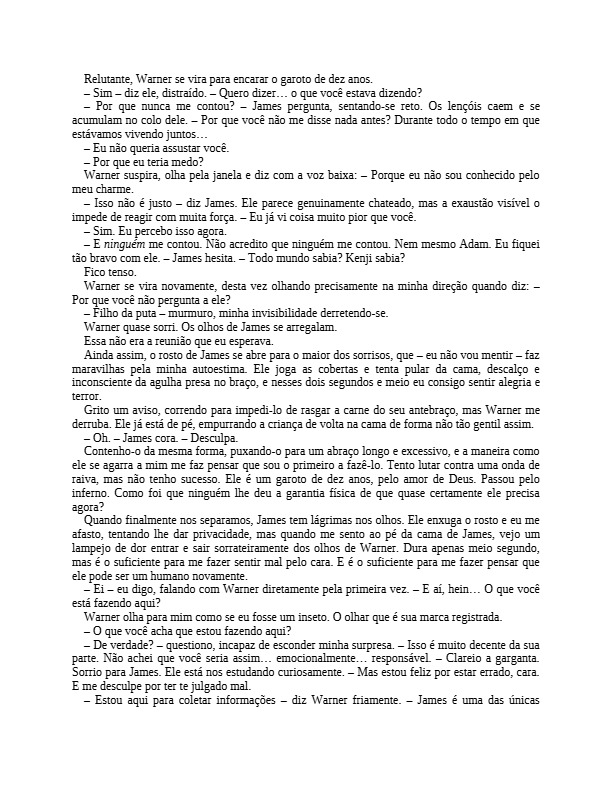 Relutante, Warner se vira para encarar o garoto de dez anos.
– Sim – diz ele, distraído. – Quero dizer… o que você estava dizendo?
– Por que nunca me contou? – James pergunta, sentando-se reto. Os lençóis caem e se
acumulam no colo dele. – Por que você não me disse nada antes? Durante todo o tempo em que
estávamos vivendo juntos…
– Eu não queria assustar você.
– Por que eu teria medo?
Warner suspira, olha pela janela e diz com a voz baixa: – Porque eu não sou conhecido pelo
meu charme.
– Isso não é justo – diz James. Ele parece genuinamente chateado, mas a exaustão visível o
impede de reagir com muita força. – Eu já vi coisa muito pior que você.
– Sim. Eu percebo isso agora.
– E ninguém me contou. Não acredito que ninguém me contou. Nem mesmo Adam. Eu fiquei
tão bravo com ele. – James hesita. – Todo mundo sabia? Kenji sabia?
Fico tenso.
Warner se vira novamente, desta vez olhando precisamente na minha direção quando diz: –
Por que você não pergunta a ele?
– Filho da puta – murmuro, minha invisibilidade derretendo-se.
Warner quase sorri. Os olhos de James se arregalam.
Essa não era a reunião que eu esperava.
Ainda assim, o rosto de James se abre para o maior dos sorrisos, que – eu não vou mentir – faz
maravilhas pela minha autoestima. Ele joga as cobertas e tenta pular da cama, descalço e
inconsciente da agulha presa no braço, e nesses dois segundos e meio eu consigo sentir alegria e
terror.
Grito um aviso, correndo para impedi-lo de rasgar a carne do seu antebraço, mas Warner me
derruba. Ele já está de pé, empurrando a criança de volta na cama de forma não tão gentil assim.
– Oh. – James cora. – Desculpa.
Contenho-o da mesma forma, puxando-o para um abraço longo e excessivo, e a maneira como
ele se agarra a mim me faz pensar que sou o primeiro a fazê-lo. Tento lutar contra uma onda de
raiva, mas não tenho sucesso. Ele é um garoto de dez anos, pelo amor de Deus. Passou pelo
inferno. Como foi que ninguém lhe deu a garantia física de que quase certamente ele precisa
agora?
Quando finalmente nos separamos, James tem lágrimas nos olhos. Ele enxuga o rosto e eu me
afasto, tentando lhe dar privacidade, mas quando me sento ao pé da cama de James, vejo um
lampejo de dor entrar e sair sorrateiramente dos olhos de Warner. Dura apenas meio segundo,
mas é o suficiente para me fazer sentir mal pelo cara. E é o suficiente para me fazer pensar que
ele pode ser um humano novamente.
– Ei – eu digo, falando com Warner diretamente pela primeira vez. – E aí, hein… O que você
está fazendo aqui?
Warner olha para mim como se eu fosse um inseto. O olhar que é sua marca registrada.
– O que você acha que estou fazendo aqui?
– De verdade? – questiono, incapaz de esconder minha surpresa. – Isso é muito decente da sua
parte. Não achei que você seria assim… emocionalmente… responsável. – Clareio a garganta.
Sorrio para James. Ele está nos estudando curiosamente. – Mas estou feliz por estar errado, cara.
E me desculpe por ter te julgado mal.
– Estou aqui para coletar informações – diz Warner friamente. – James é uma das únicas